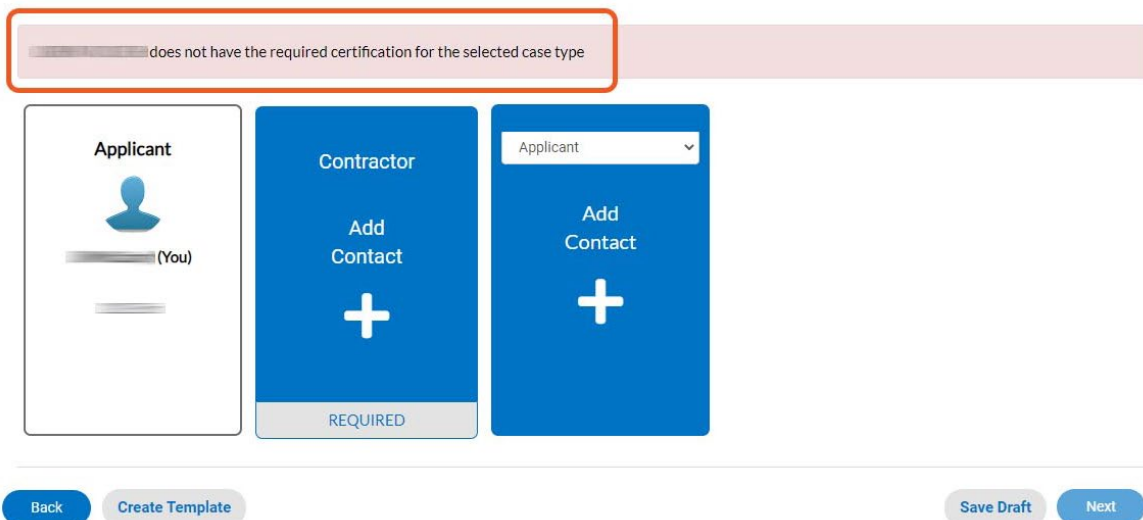 does not have the required certification for the selected case type
Applicant
(You)
Contractor
Add
Contact
REQUIRED
Applicant
Add
Contact
Back
Create Template
Save Draft
Next